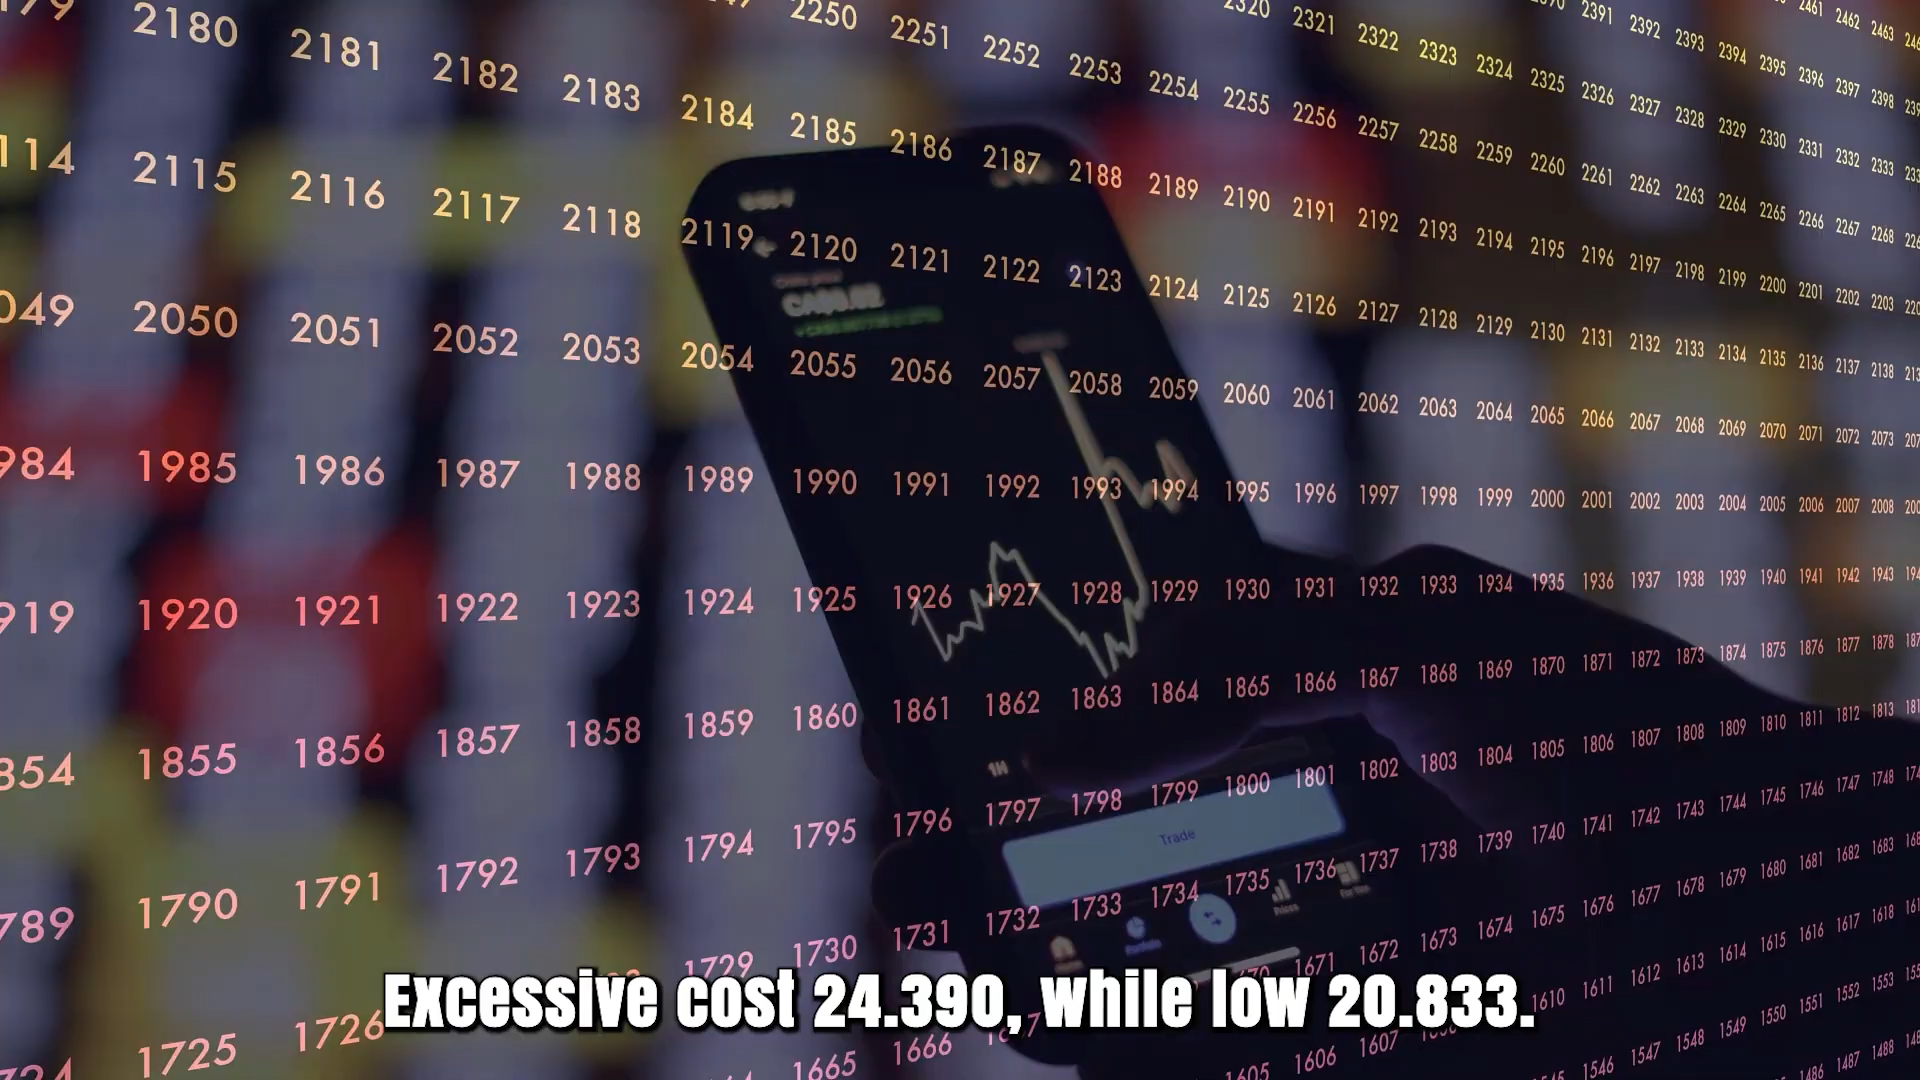 2461 2462 2463
2391 2392 2393 2394 2395 2396 2397 2398
2321 2322 2323 2324 2325 2326 2327 2328 2329 2330 2331 2332 2333
2250 2251 2252 2253 2254 2255 2256 2257 2258 2259 2260 2261 2262 2263 2264 2265 2266 2267 2268
2180 2181 2182 2183 2184 2185 2186 2187 2188 2189 2190 2191 2192 2193 2194 2195 2196 2197 2198 2199 2200 2201 2202 2203
2115 2116 2117 2118 2119 2120 2121 2122 2123 2124 2125 2126 2127 2128 2129 2130 2131 2132 2133 2134 2135 2136 2137 2138
2050 2051 2052 2053 2054 2055 2056 2057 2058 2059 2060 2061 2062 2063 2064 2065 2066 2067 2068 2069 2070 2071 2072 2073
1985 1986 1987 1988 1989 1990 1991 1992 1993 1994 1995 1996 1997 1998 1999 2000 2001 2002 2003 2004 2005 2006 2007 2008
1920 1921 1922 1923 1924 1925 1926 1927 1928 1929 1930 1931 1932 1933 1934 1935 1936 1937 1938 1939 1940 1941 1942 1943
1855 1856 1857 1858 1859 1860 1861 1862 1863 1864 1865 1866 1867 1868 1869 1870 1871 1872 1873 1874 1875 1876 1877 1878
1H
1790 1791 1792 1793 1794 1795 1796 1797 1798 1799 1800 1801 1802 1803 1804 1805 1806 1807 1808 1809 1810 1811 1812 1813
Trade
1725 1726 1729 1730 1731 1732 1733 1734 1735 1736 1737 1738 1739 1740 1741 1742 1743 1744 1745 1746 1747 1748
Portfolio Prices For You
1665 1666 1671 1672 1673 1674 1675 1676 1677 1678 1679 1680 1681 1682 1683
Excessive cost 24.390, while low 20.833.
1605 1606 1607 1610 1611 1612 1613 1614 1615 1616 1617 1618
1546 1547 1548 1549 1550 1551 1552 1553
1486 1487 1488